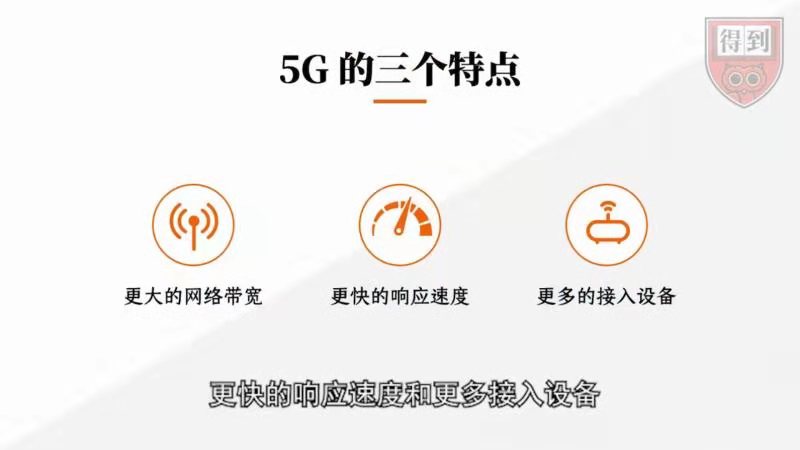 得到
5G 的三个特点
更大的网络带宽
更快的响应速度
更多的接入设备
更快的响应速度和更多接入设备